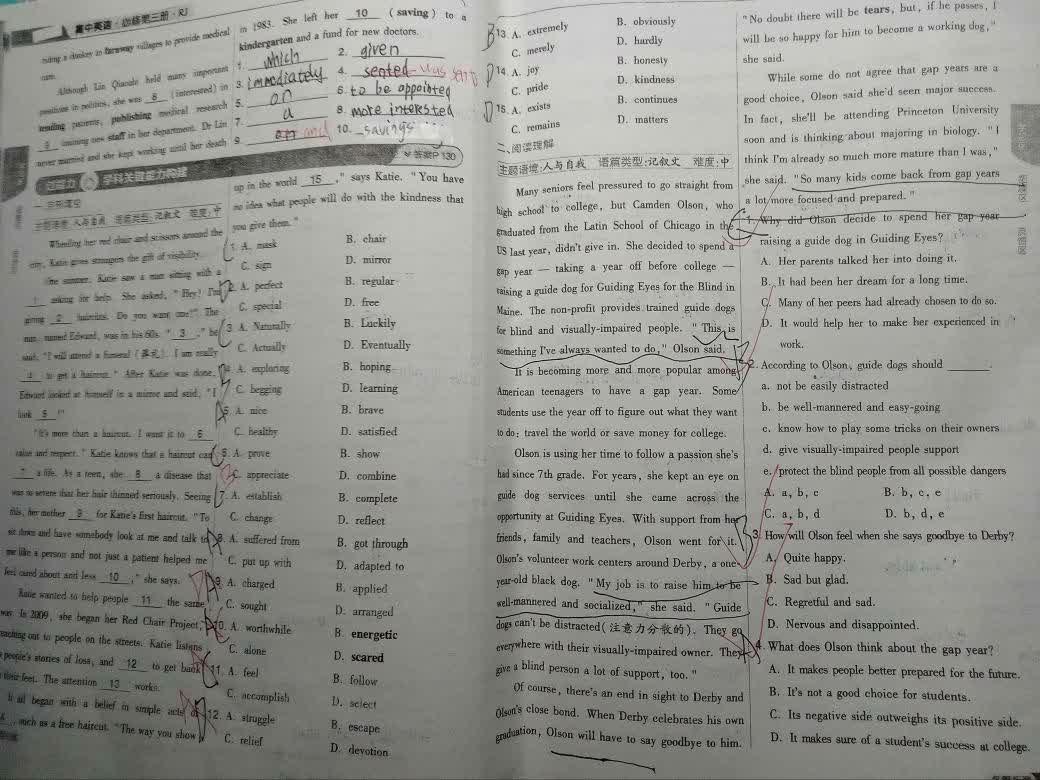 集中英语·必修第三册·RJ
riding a donkey to faraway villages to provide medical
care.
Although Lin Qiaozhi held many important
positions in politics, she was 8 (interested) in
tending patients, publishing medical research
9 training new staff in her department. Dr Lin
never married and she kept working until her death
in 1983. She left her 10 (saving) to a
kindergarten and a fund for new doctors.
1. which 2. given
3. immediately 4. sented was sent
5. on 6. to be appointed
7. a 8. more interested
9. and 10. savings
答案P130
学科关键能力构建
一、完形填空
主题语境:人与自我 语篇类型:记叙文 难度:中
Wheeling her red chair and scissors around the
city, Katie gives strangers the gift of visibility.
One summer, Katie saw a man sitting with a
1 asking for help. She asked, "Hey! I'm
giving 2 haircuts. Do you want one?" The
man, named Edward, was in his 60s. " 3 ," he
said, "I will attend a funeral (葬礼). I am really
4 to get a haircut." After Katie was done,
Edward looked at himself in a mirror and said, "I
look 5 !"
"It's more than a haircut. I want it to 6
value and respect." Katie knows that a haircut can
7 a life. As a teen, she 8 a disease that
was so severe that her hair thinned seriously. Seeing
this, her mother 9 for Katie's first haircut. "To
sit down and have somebody look at me and talk to
me like a person and not just a patient helped me
feel cared about and less 10 ," she says.
Katie wanted to help people 11 the same
way. In 2009, she began her Red Chair Project,
reaching out to people on the streets. Katie listens
people's stories of loss, and 12 to get back
their feet. The attention 13 works.
It all began with a belief in simple acts of
, such as a free haircut. "The way you show
up in the world 15 ," says Katie. "You have
no idea what people will do with the kindness that
you give them."
1. A. mask B. chair
C. sign D. mirror
2. A. perfect B. regular
C. special D. free
3. A. Naturally B. Luckily
C. Actually D. Eventually
4. A. exploring B. hoping
C. begging D. learning
5. A. nice B. brave
C. healthy D. satisfied
6. A. prove B. show
C. appreciate D. combine
7. A. establish B. complete
C. change D. reflect
8. A. suffered from B. got through
C. put up with D. adapted to
9. A. charged B. applied
C. sought D. arranged
10. A. worthwhile B. energetic
C. alone D. scared
11. A. feel B. follow
C. accomplish D. select
12. A. struggle B. escape
C. relief D. devotion
13. A. extremely B. obviously
C. merely D. hardly
14. A. joy B. honesty
C. pride D. kindness
15. A. exists B. continues
C. remains D. matters
二、阅读理解
主题语境:人与自我 语篇类型:记叙文 难度:中
Many seniors feel pressured to go straight from
high school to college, but Camden Olson, who
graduated from the Latin School of Chicago in the
US last year, didn't give in. She decided to spend a
gap year — taking a year off before college —
raising a guide dog for Guiding Eyes for the Blind in
Maine. The non-profit provides trained guide dogs
for blind and visually-impaired people. "This is
something I've always wanted to do," Olson said.
It is becoming more and more popular among
American teenagers to have a gap year. Some
students use the year off to figure out what they want
to do; travel the world or save money for college.
Olson is using her time to follow a passion she's
had since 7th grade. For years, she kept an eye on
guide dog services until she came across the
opportunity at Guiding Eyes. With support from her
friends, family and teachers, Olson went for it.
Olson's volunteer work centers around Derby, a one-
year-old black dog. "My job is to raise him to be
well-mannered and socialized," she said. "Guide
dogs can't be distracted(注意力分散的). They go
everywhere with their visually-impaired owner. They
give a blind person a lot of support, too."
Of course, there's an end in sight to Derby and
Olson's close bond. When Derby celebrates his own
graduation, Olson will have to say goodbye to him.
"No doubt there will be tears, but, if he passes, I
will be so happy for him to become a working dog,"
she said.
While some do not agree that gap years are a
good choice, Olson said she'd seen major success.
In fact, she'll be attending Princeton University
soon and is thinking about majoring in biology. "I
think I'm already so much more mature than I was,"
she said. "So many kids come back from gap years
a lot more focused and prepared."
1. Why did Olson decide to spend her gap year
raising a guide dog in Guiding Eyes?
A. Her parents talked her into doing it.
B. It had been her dream for a long time.
C. Many of her peers had already chosen to do so.
D. It would help her to make her experienced in
work.
2. According to Olson, guide dogs should ______.
a. not be easily distracted
b. be well-mannered and easy-going
c. know how to play some tricks on their owners
d. give visually-impaired people support
e. protect the blind people from all possible dangers
A. a, b, c B. b, c, e
C. a, b, d D. b, d, e
3. How will Olson feel when she says goodbye to Derby?
A. Quite happy.
B. Sad but glad.
C. Regretful and sad.
D. Nervous and disappointed.
4. What does Olson think about the gap year?
A. It makes people better prepared for the future.
B. It's not a good choice for students.
C. Its negative side outweighs its positive side.
D. It makes sure of a student's success at college.